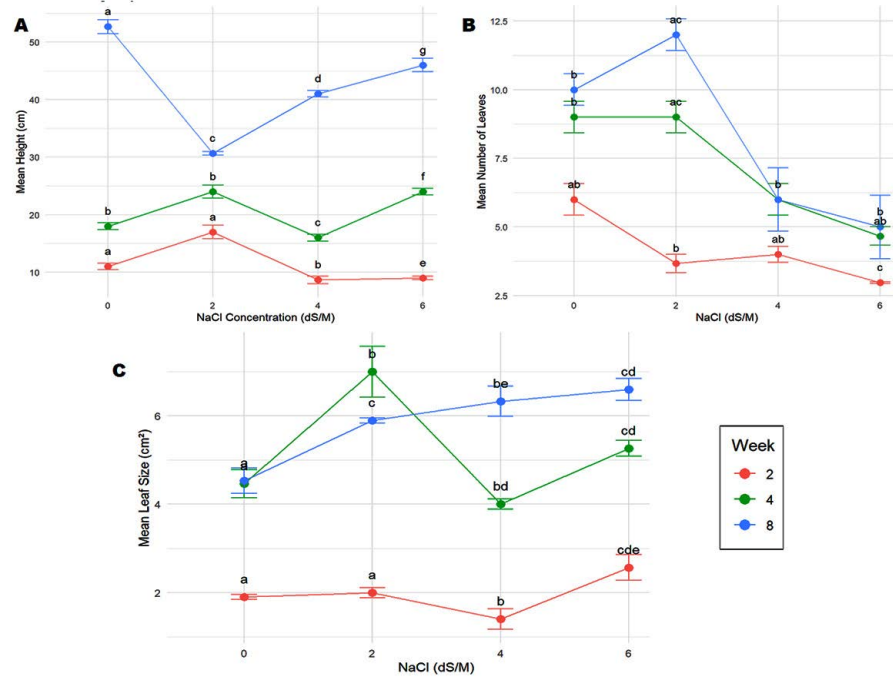 A
Mean Height (cm)
50
40
30
20
10
a
c
d
g
b
b
c
f
a
a
b
e
0
2
4
6
NaCl Concentration (dS/M)
B
Mean Number of Leaves
12.5
10.0
7.5
5.0
2.5
b
ac
b
ac
b
b
ab
ab
b
ab
c
0
2
4
6
NaCl (dS/M)
C
Mean Leaf Size (cm²)
6
4
2
a
a
b
c
be
cd
bd
cd
a
a
b
cde
0
2
4
6
NaCl (dS/M)
Week
2
4
8